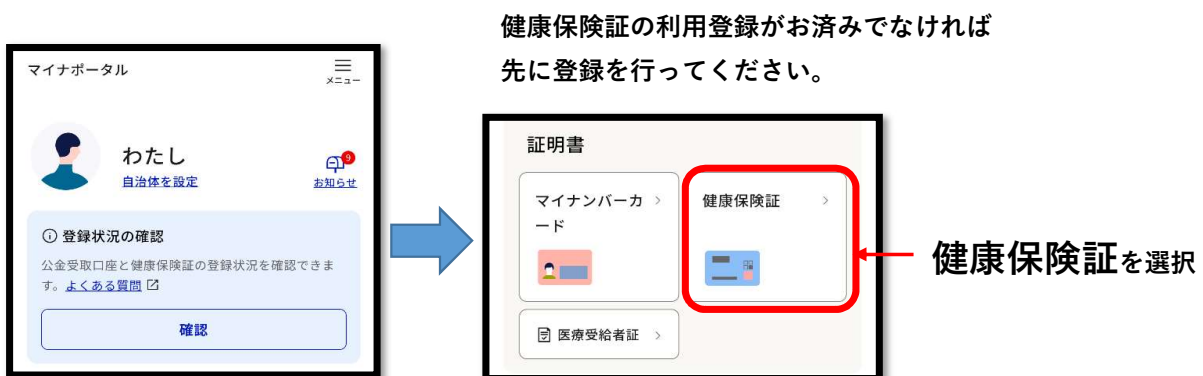 健康保険証の利用登録がお済みでなければ
先に登録を行ってください。
マイナポータル
メニュー
わたし
自治体を設定
9
お知らせ
登録状況の確認
公金受取口座と健康保険証の登録状況を確認できま
す。よくある質問
確認
証明書
マイナンバーカ
ード
健康保険証
医療受給者証
健康保険証を選択